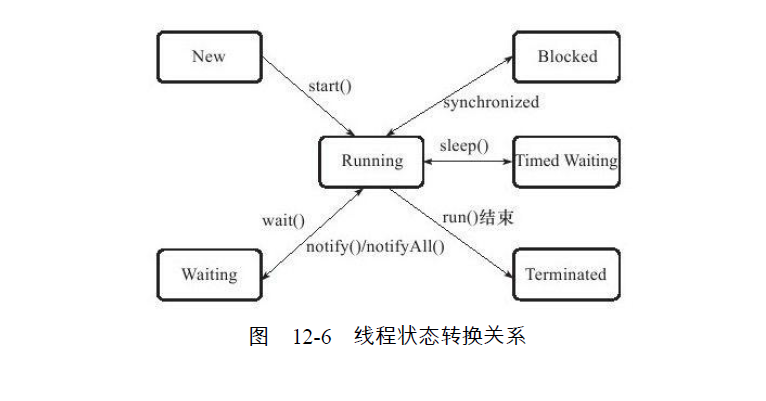 New
Blocked
start()
synchronized
Running
sleep()
Timed Waiting
wait()
run()结束
notify()/notifyAll()
Waiting
Terminated
图 12-6 线程状态转换关系